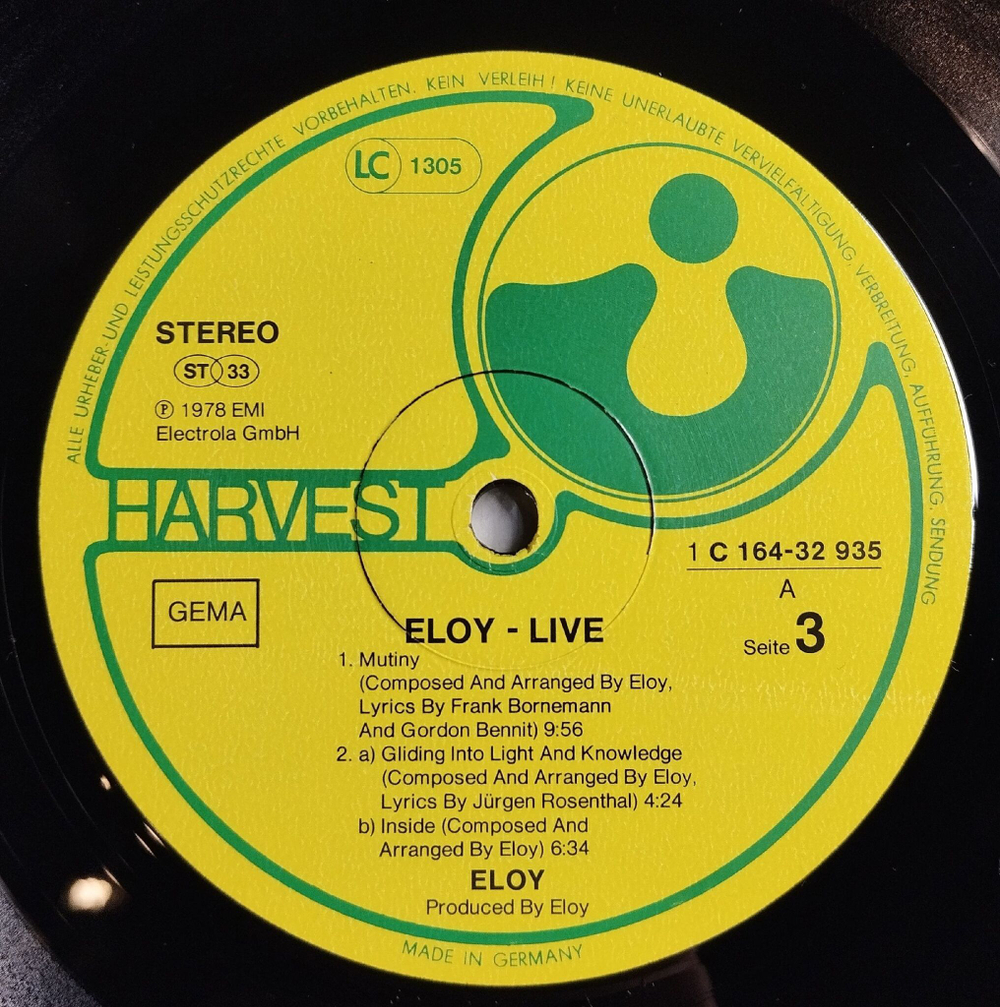 ALLE URHEBER- UND LEISTUNGSSCHUTZRECHTE VORBEHALTEN. KEIN VERLEIH! KEINE UNERLAUBTE VERVIELFÄLTIGUNG, VERBREITUNG, AUFFÜHRUNG, SENDUNG
LC 1305
STEREO
ST 33
℗ 1978 EMI
Electrola GmbH
HARVEST
1 C 164-32 935
A
Seite 3
GEMA
ELOY - LIVE
1. Mutiny
(Composed And Arranged By Eloy,
Lyrics By Frank Bornemann
And Gordon Bennit) 9:56
2. a) Gliding Into Light And Knowledge
(Composed And Arranged By Eloy,
Lyrics By Jürgen Rosenthal) 4:24
b) Inside (Composed And
Arranged By Eloy) 6:34
ELOY
Produced By Eloy
MADE IN GERMANY